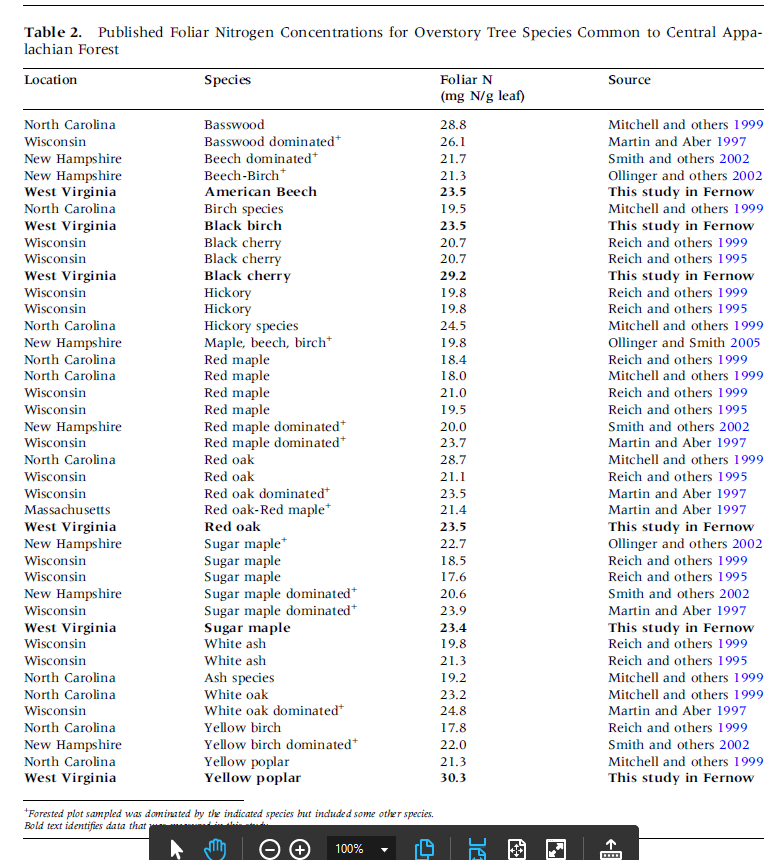 Table 2. Published Foliar Nitrogen Concentrations for Overstory Tree Species Common to Central Appa-
lachian Forest
Location Species Foliar N Source
(mg N/g leaf)
North Carolina Basswood 28.8 Mitchell and others 1999
Wisconsin Basswood dominated+ 26.1 Martin and Aber 1997
New Hampshire Beech dominated+ 21.7 Smith and others 2002
New Hampshire Beech-Birch+ 21.3 Ollinger and others 2002
West Virginia American Beech 23.5 This study in Fernow
North Carolina Birch species 19.5 Mitchell and others 1999
West Virginia Black birch 23.5 This study in Fernow
Wisconsin Black cherry 20.7 Reich and others 1999
Wisconsin Black cherry 20.7 Reich and others 1995
West Virginia Black cherry 29.2 This study in Fernow
Wisconsin Hickory 19.8 Reich and others 1999
Wisconsin Hickory 19.8 Reich and others 1995
North Carolina Hickory species 24.5 Mitchell and others 1999
New Hampshire Maple, beech, birch+ 19.8 Ollinger and Smith 2005
North Carolina Red maple 18.4 Reich and others 1999
North Carolina Red maple 18.0 Mitchell and others 1999
Wisconsin Red maple 21.0 Reich and others 1999
Wisconsin Red maple 19.5 Reich and others 1995
New Hampshire Red maple dominated+ 20.0 Smith and others 2002
Wisconsin Red maple dominated+ 23.7 Martin and Aber 1997
North Carolina Red oak 28.7 Mitchell and others 1999
Wisconsin Red oak 21.1 Reich and others 1995
Wisconsin Red oak dominated+ 23.5 Martin and Aber 1997
Massachusetts Red oak-Red maple+ 21.4 Martin and Aber 1997
West Virginia Red oak 23.5 This study in Fernow
New Hampshire Sugar maple+ 22.7 Ollinger and others 2002
Wisconsin Sugar maple 18.5 Reich and others 1999
Wisconsin Sugar maple 17.6 Reich and others 1995
New Hampshire Sugar maple dominated+ 20.6 Smith and others 2002
Wisconsin Sugar maple dominated+ 23.9 Martin and Aber 1997
West Virginia Sugar maple 23.4 This study in Fernow
Wisconsin White ash 19.8 Reich and others 1999
Wisconsin White ash 21.3 Reich and others 1995
North Carolina Ash species 19.2 Mitchell and others 1999
North Carolina White oak 23.2 Mitchell and others 1999
Wisconsin White oak dominated+ 24.8 Martin and Aber 1997
North Carolina Yellow birch 17.8 Reich and others 1999
New Hampshire Yellow birch dominated+ 22.0 Smith and others 2002
North Carolina Yellow poplar 21.3 Mitchell and others 1999
West Virginia Yellow poplar 30.3 This study in Fernow
+Forested plot sampled was dominated by the indicated species but included some other species.
Bold text identifies data that
100%